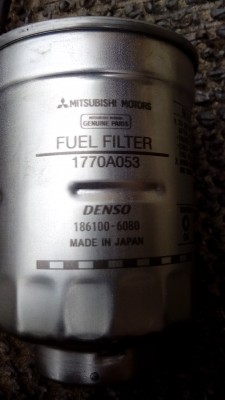 MITSUBISHI MOTORS
GENUINE PARTS
FUEL FILTER
1770A053
DENSO
186100-6080
MADE IN JAPAN